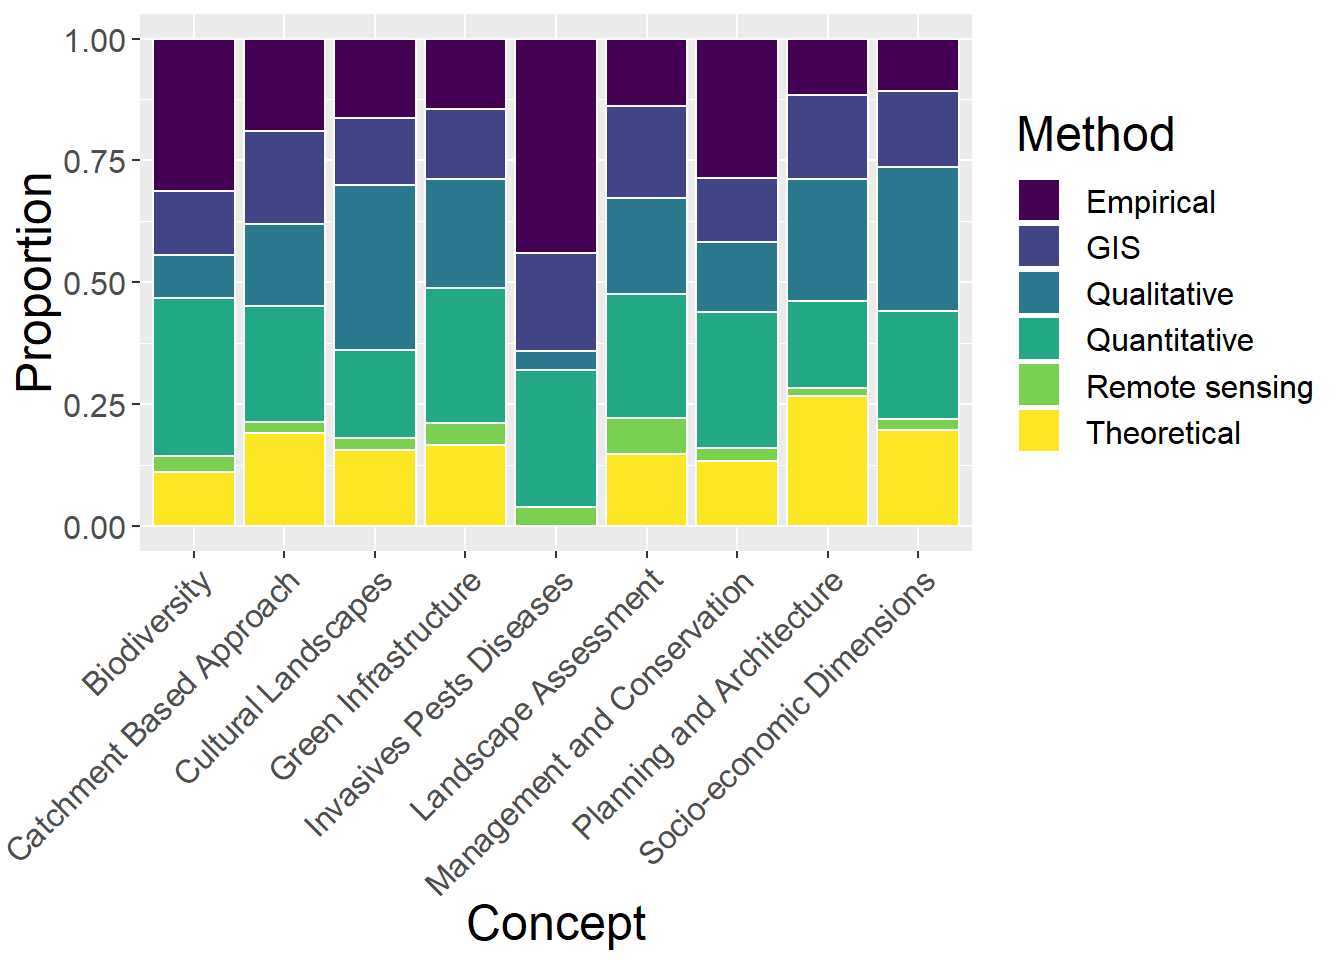 1.00
0.75
0.50
0.25
0.00
Proportion
Biodiversity
Catchment Based Approach
Cultural Landscapes
Green Infrastructure
Invasives Pests Diseases
Landscape Assessment
Management and Conservation
Planning and Architecture
Socio-economic Dimensions
Concept
Method
Empirical
GIS
Qualitative
Quantitative
Remote sensing
Theoretical